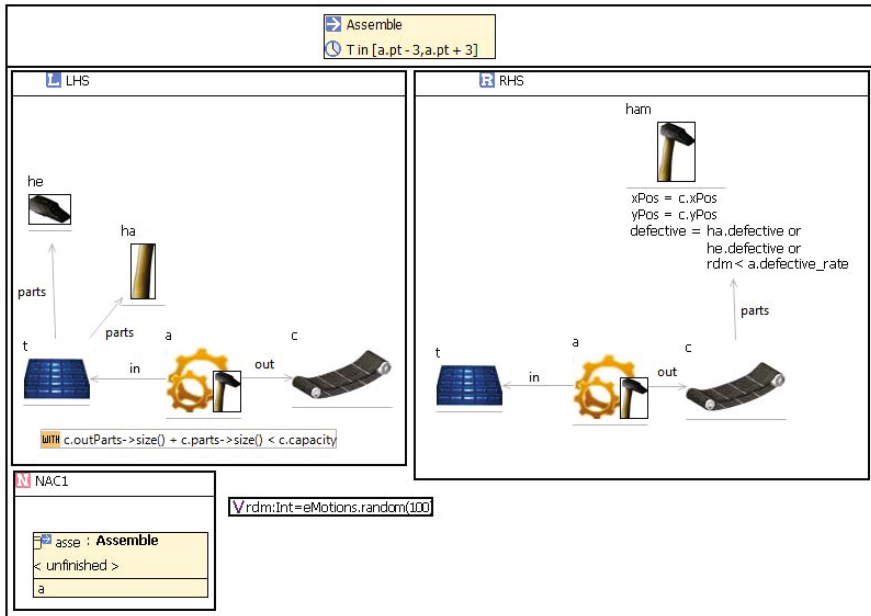 Assemble
T in [a.pt - 3,a.pt + 3]
L LHS
he
ha
parts
parts
t
a
c
in
out
WITH c.outParts->size() + c.parts->size() < c.capacity
R RHS
ham
xPos = c.xPos
yPos = c.yPos
defective = ha.defective or
he.defective or
rdm < a.defective_rate
parts
t
a
c
in
out
N NAC1
asse : Assemble
< unfinished >
a
V rdm:Int=eMotions.random(100)